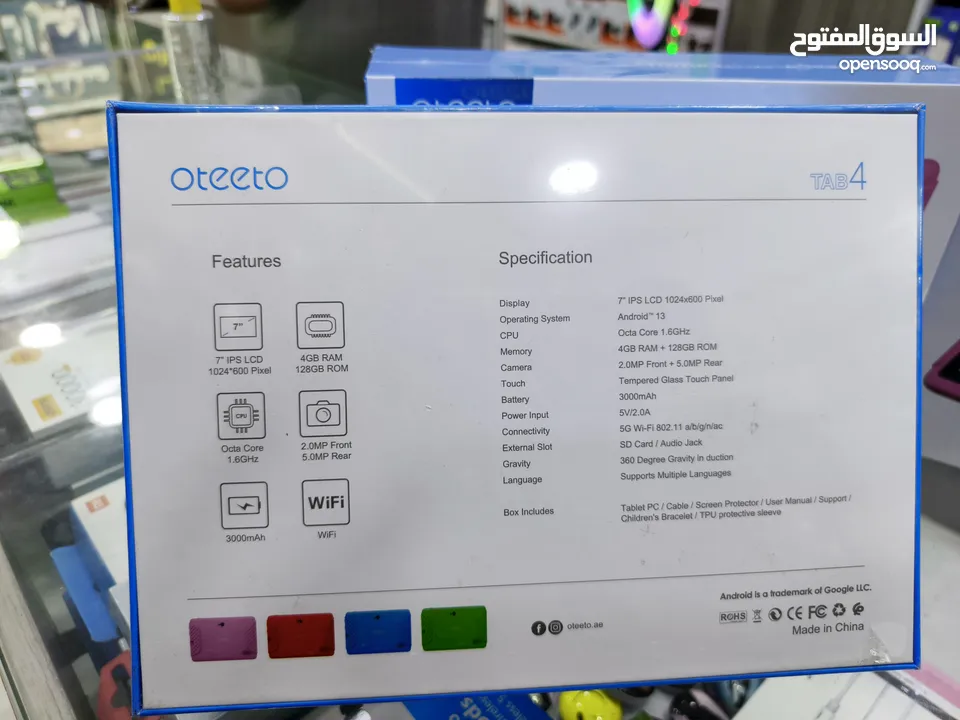 السوق المفتوح
opensooq.com
oteeto
oteeto
TAB4
Features
7"
7" IPS LCD
1024*600 Pixel
4GB RAM
128GB ROM
CPU
Octa Core
1.6GHz
2.0MP Front
5.0MP Rear
3000mAh
WiFi
WiFi
Specification
Display 7" IPS LCD 1024x600 Pixel
Operating System Android™ 13
CPU Octa Core 1.6GHz
Memory 4GB RAM + 128GB ROM
Camera 2.0MP Front + 5.0MP Rear
Touch Tempered Glass Touch Panel
Battery 3000mAh
Power Input 5V/2.0A
Connectivity 5G Wi-Fi 802.11 a/b/g/n/ac
External Slot SD Card / Audio Jack
Gravity 360 Degree Gravity in duction
Language Supports Multiple Languages
Box Includes Tablet PC / Cable / Screen Protector / User Manual / Support /
Children's Bracelet / TPU protective sleeve
oteeto.ae
Android is a trademark of Google LLC.
ROHS CE FC
Made in China